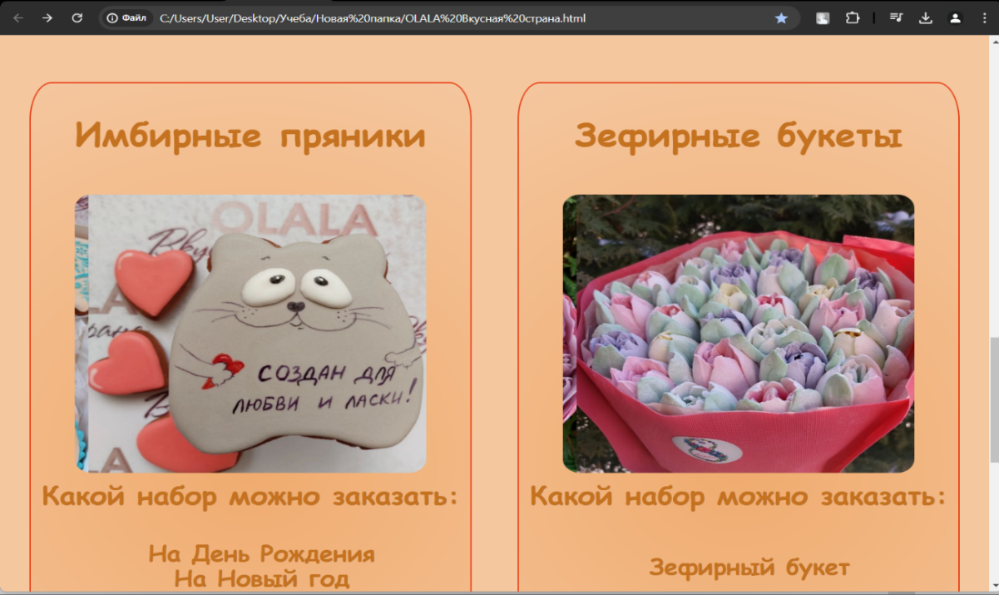 Файл C:/Users/User/Desktop/Учеба/Новая%20папка/OLALA%20Вкусная%20страна.html
Имбирные пряники
Зефирные букеты
OLALA
СОЗДАН ДЛЯ
ЛЮБВИ И ЛАСКИ!
8
Какой набор можно заказать:
Какой набор можно заказать:
На День Рождения
На Новый год
Зефирный букет